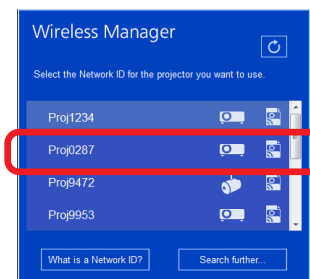 Wireless Manager
Select the Network ID for the projector you want to use.
Proj1234
Proj0287
Proj9472
Proj9953
What is a Network ID?
Search further...